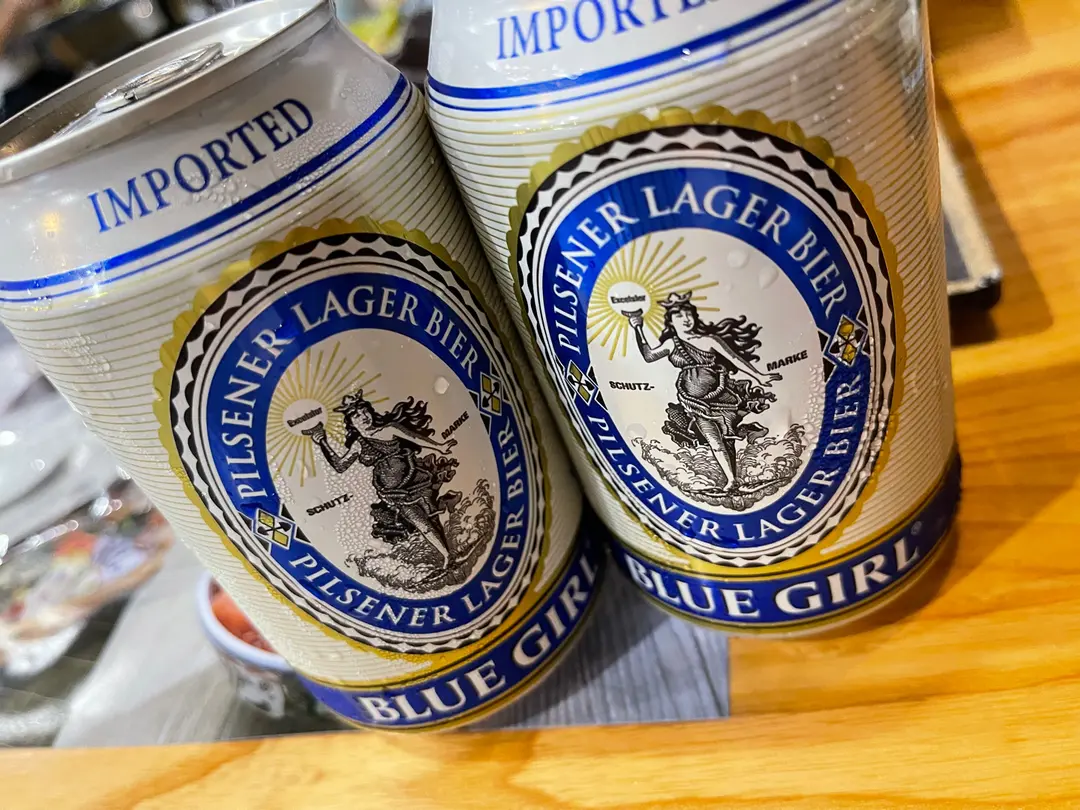 IMPORTED
PILSENER LAGER BIER
Excelsior
SCHUTZ- MARKE
PILSENER LAGER BIER
BLUE GIRL
IMPORTED
PILSENER LAGER BIER
Excelsior
SCHUTZ- MARKE
PILSENER LAGER BIER
BLUE GIRL®